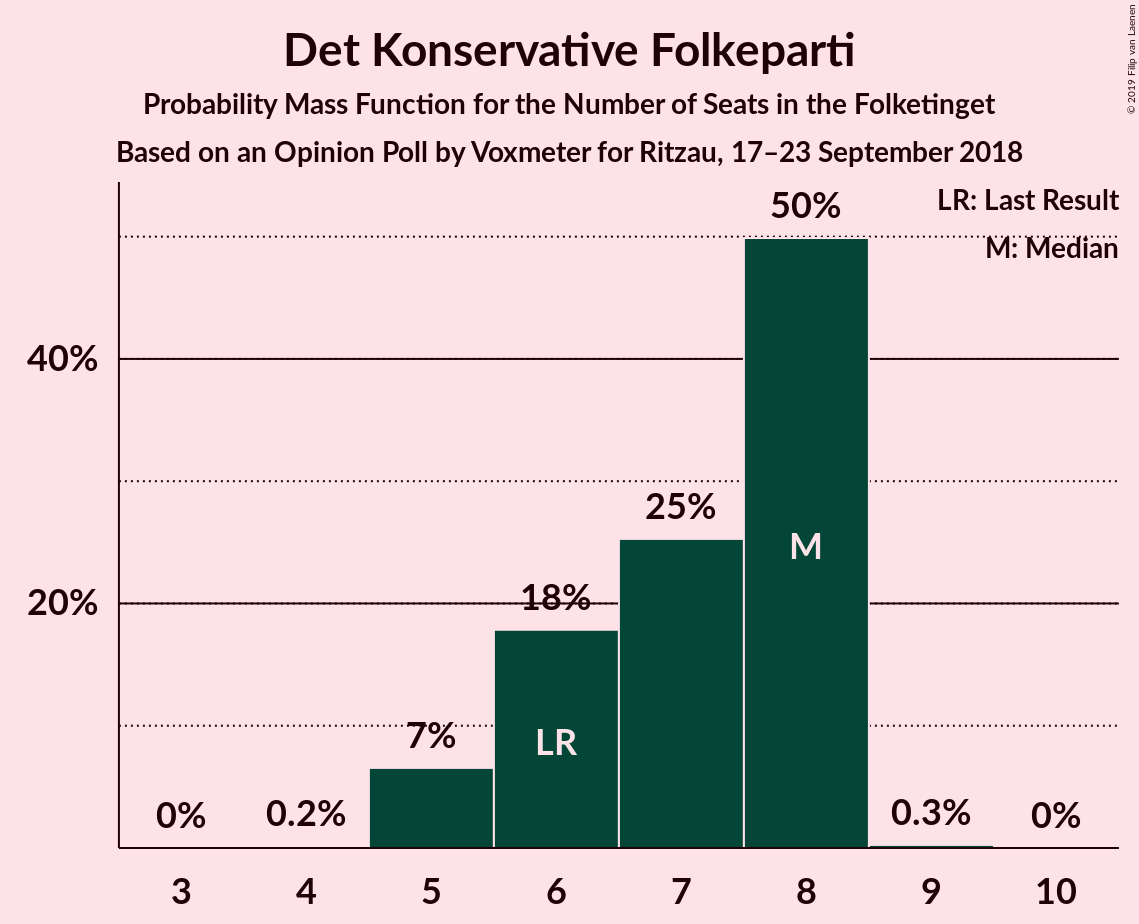 Det Konservative Folkeparti
Probability Mass Function for the Number of Seats in the Folketinget
Based on an Opinion Poll by Voxmeter for Ritzau, 17–23 September 2018
© 2019 Filip van Laenen
LR: Last Result
M: Median
50%
40%
25%
M
20%
18%
7%
LR
0%
0.2%
0.3%
0%
3 4 5 6 7 8 9 10